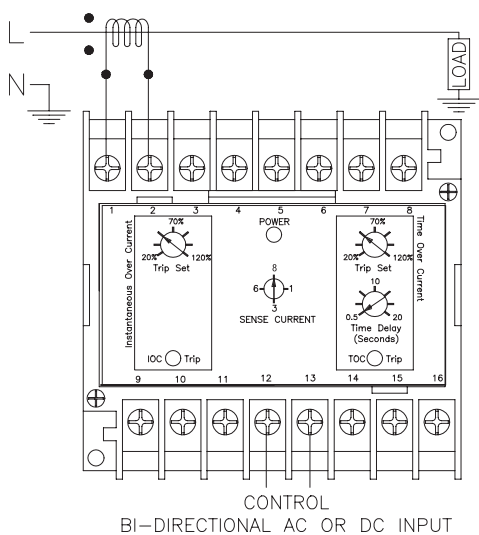 L
N
LOAD
1 2 3 4 5 6 7 8
Instantaneous Over Current
70%
20% 120%
Trip Set
IOC Trip
POWER
8
6 1
3
SENSE CURRENT
Time Over Current
70%
20% 120%
Trip Set
10
0.5 20
Time Delay
(Seconds)
TOC Trip
9 10 11 12 13 14 15 16
CONTROL
BI-DIRECTIONAL AC OR DC INPUT